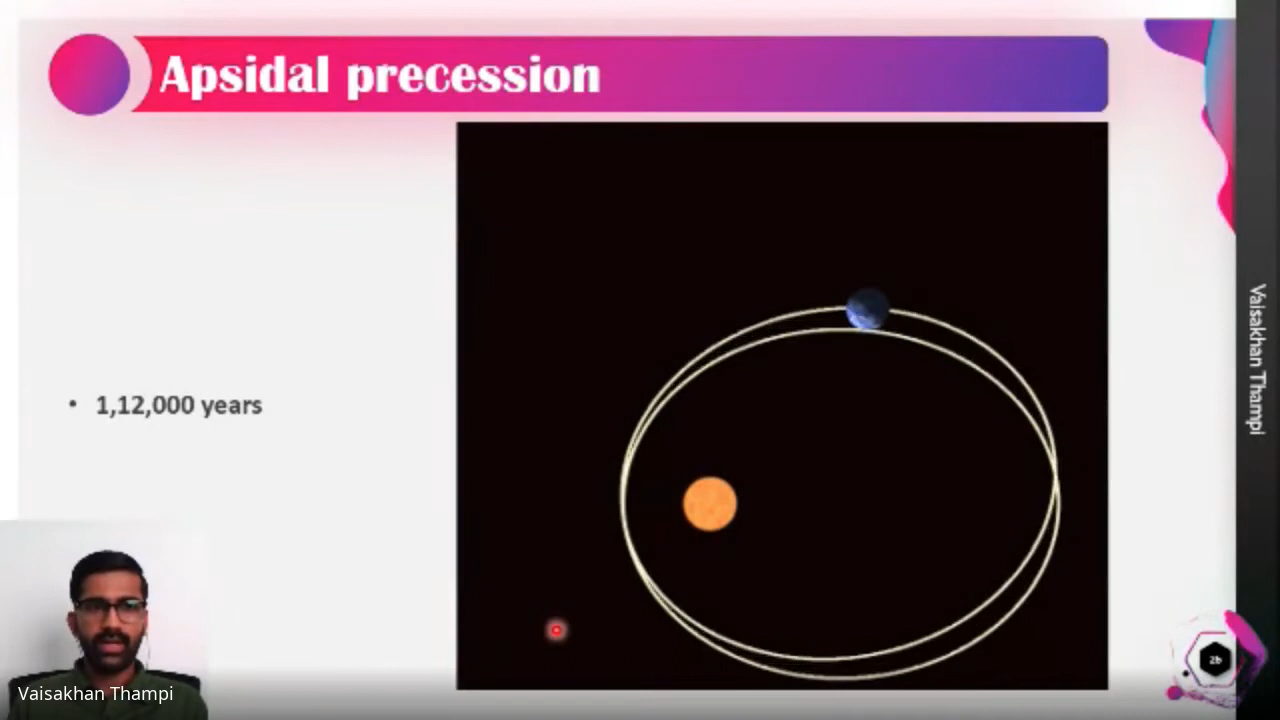 Apsidal precession
• 1,12,000 years
Vaisakhan Thampi
Vaisakhan Thampi